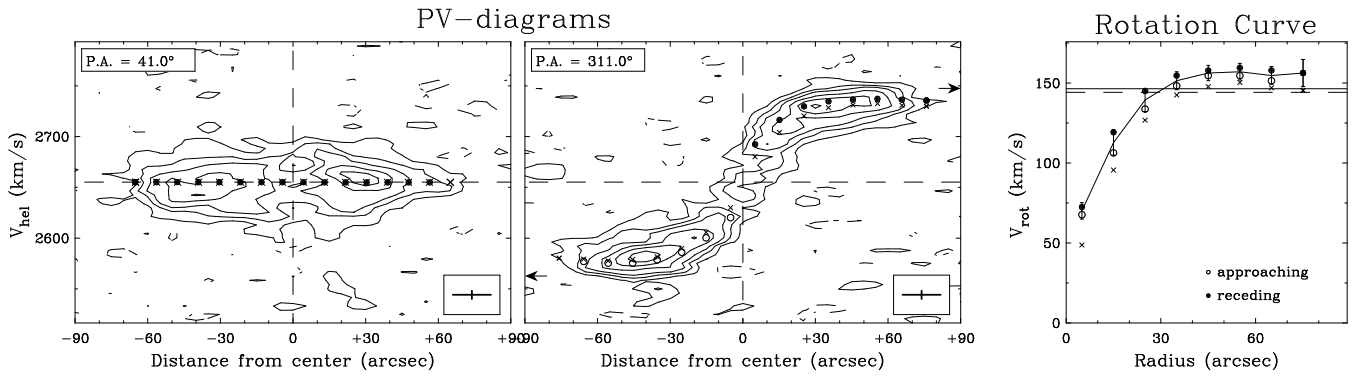 PV-diagrams
Rotation Curve
P.A. = 41.0°
P.A. = 311.0°
V_hel (km/s)
2700
2600
−90 −60 −30 0 +30 +60 +90
Distance from center (arcsec)
−90 −60 −30 0 +30 +60 +90
Distance from center (arcsec)
V_rot (km/s)
150
100
50
0
approaching
receding
0 30 60
Radius (arcsec)